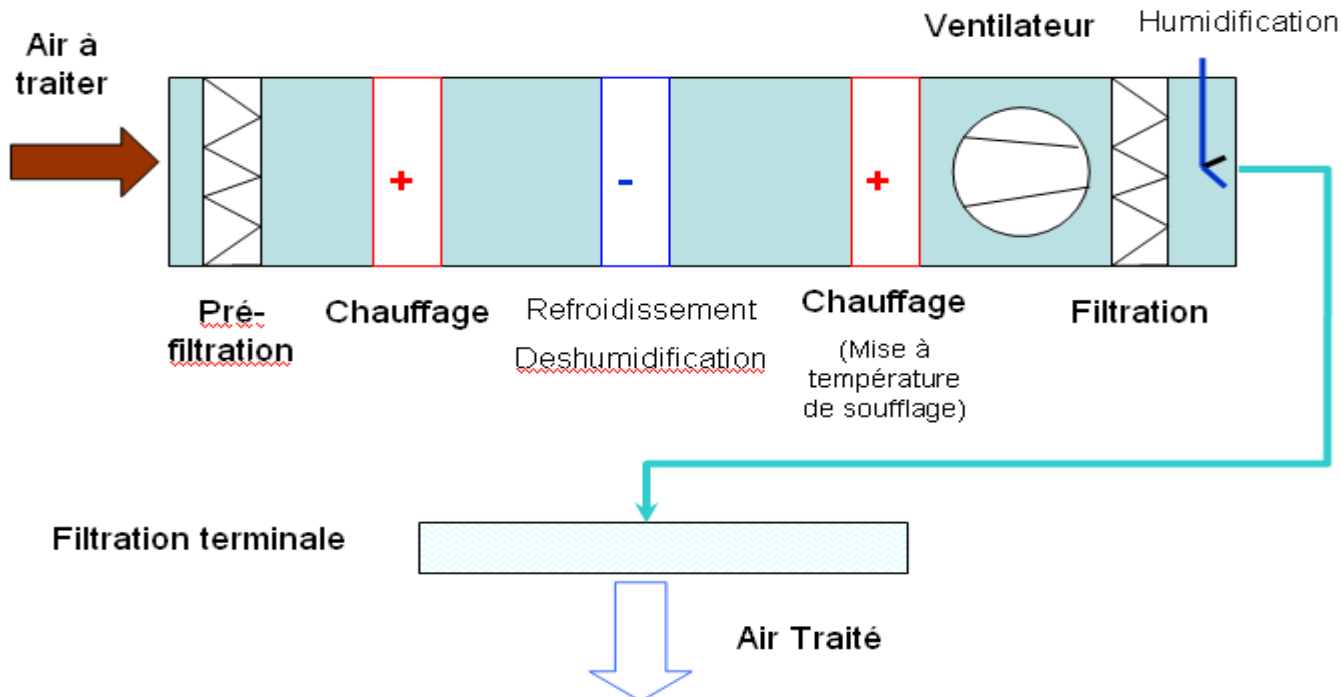 Air à
traiter
Ventilateur
Humidification
+
-
+
Pré-
filtration
Chauffage
Refroidissement
Deshumidification
Chauffage
(Mise à
température
de soufflage)
Filtration
Filtration terminale
Air Traité